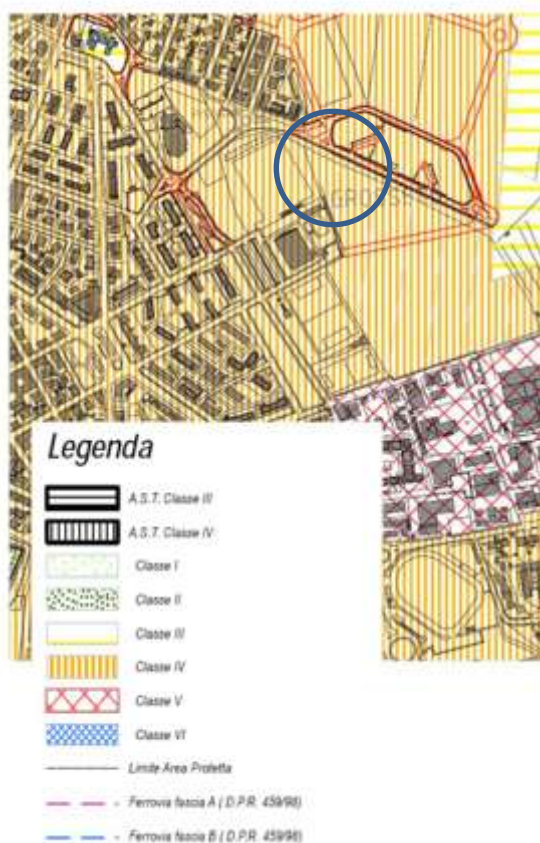 GROSS
Legenda
A.S.T. Classe III
A.S.T. Classe IV
Classe I
Classe II
Classe III
Classe IV
Classe V
Classe VI
Limite Area Protetta
Ferrovia fascia A ( D.P.R. 459/98)
Ferrovia fascia B ( D.P.R. 459/98)